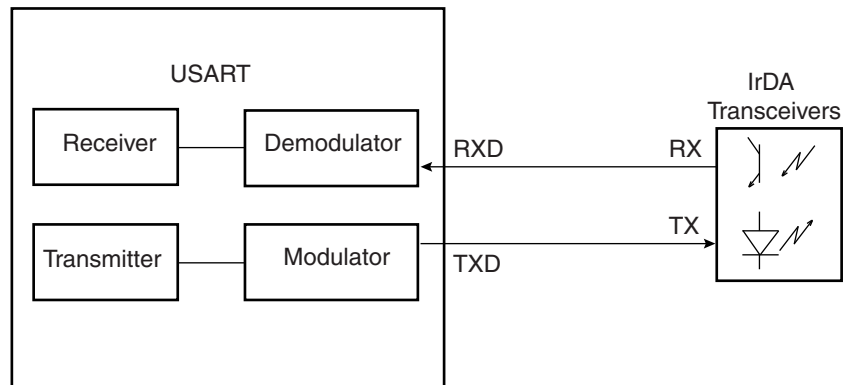 USART
IrDA
Transceivers
Receiver
Demodulator
RXD
RX
TX
Transmitter
Modulator
TXD